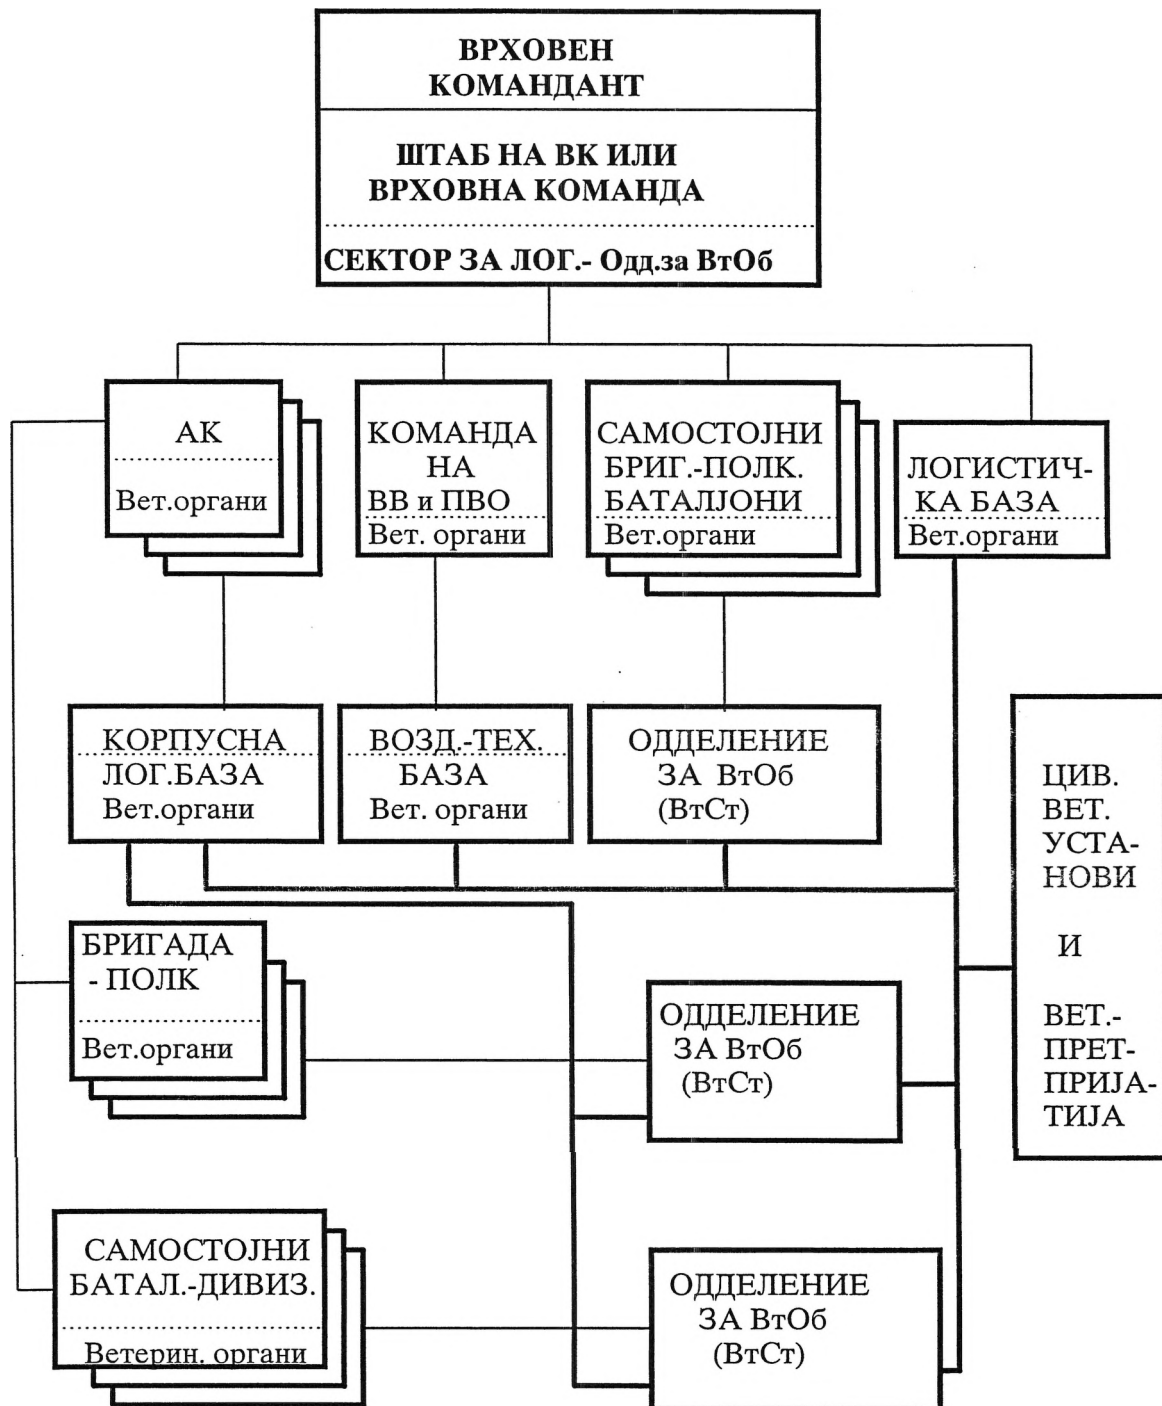 ВРХОВЕН
КОМАНДАНТ
ШТАБ НА ВК ИЛИ
ВРХОВНА КОМАНДА
СЕКТОР ЗА ЛОГ.- Одд.за ВтОб
АК
Вет.органи
КОМАНДА
НА
ВВ и ПВО
Вет. органи
САМОСТОЈНИ
БРИГ.-ПОЛК.
БАТАЛЈОНИ
Вет.органи
ЛОГИСТИЧ-
КА БАЗА
Вет.органи
КОРПУСНА
ЛОГ.БАЗА
Вет.органи
ВОЗД.-ТЕХ.
БАЗА
Вет. органи
ОДДЕЛЕНИЕ
ЗА ВтОб
(ВтСт)
ЦИВ.
ВЕТ.
УСТА-
НОВИ
И
ВЕТ.-
ПРЕТ-
ПРИЈА-
ТИЈА
БРИГАДА
- ПОЛК
Вет.органи
ОДДЕЛЕНИЕ
ЗА ВтОб
(ВтСт)
САМОСТОЈНИ
БАТАЛ.-ДИВИЗ.
Ветерин. органи
ОДДЕЛЕНИЕ
ЗА ВтОб
(ВтСт)